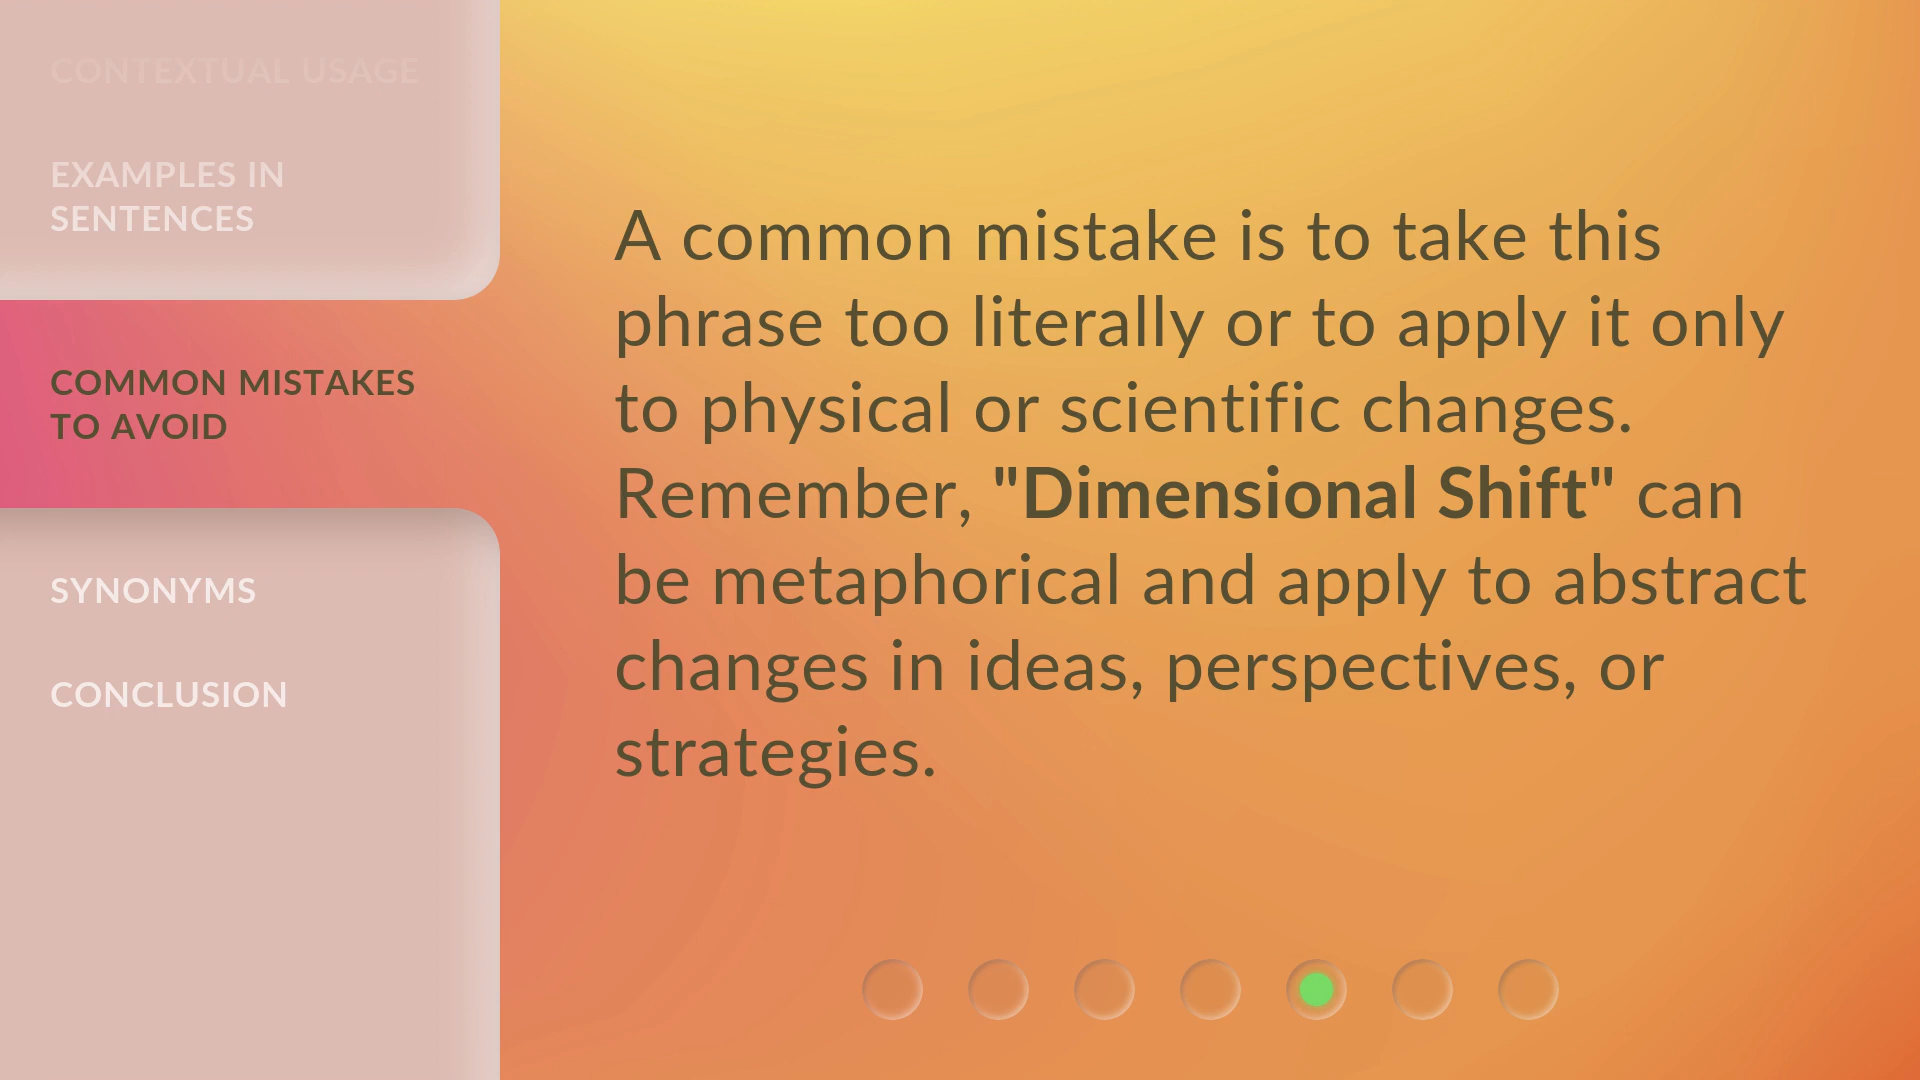 CONTEXTUAL USAGE
EXAMPLES IN
SENTENCES
COMMON MISTAKES
TO AVOID
SYNONYMS
CONCLUSION
A common mistake is to take this
phrase too literally or to apply it only
to physical or scientific changes.
Remember, "Dimensional Shift" can
be metaphorical and apply to abstract
changes in ideas, perspectives, or
strategies.